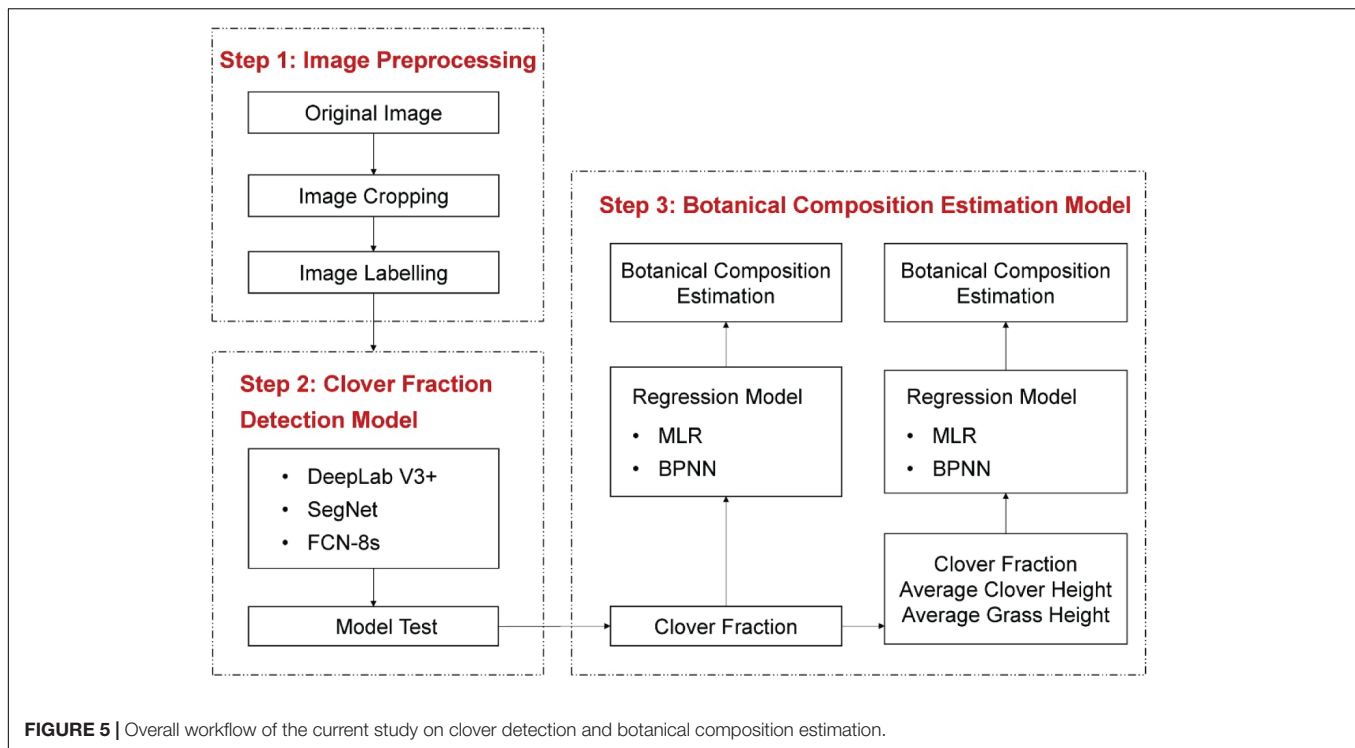 Step 1: Image Preprocessing
Original Image
Image Cropping
Image Labelling
Step 2: Clover Fraction
Detection Model
• DeepLab V3+
• SegNet
• FCN-8s
Model Test
Step 3: Botanical Composition Estimation Model
Botanical Composition
Estimation
Regression Model
• MLR
• BPNN
Clover Fraction
Botanical Composition
Estimation
Regression Model
• MLR
• BPNN
Clover Fraction
Average Clover Height
Average Grass Height
FIGURE 5 | Overall workflow of the current study on clover detection and botanical composition estimation.